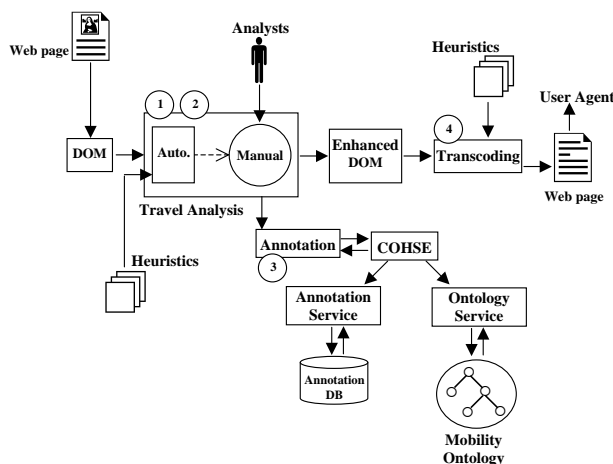 Analysts
Web page
Heuristics
User Agent
1
2
4
DOM
Auto.
Manual
Enhanced
DOM
Transcoding
Web page
Travel Analysis
Annotation
COHSE
3
Heuristics
Annotation
Service
Ontology
Service
Annotation
DB
Mobility
Ontology